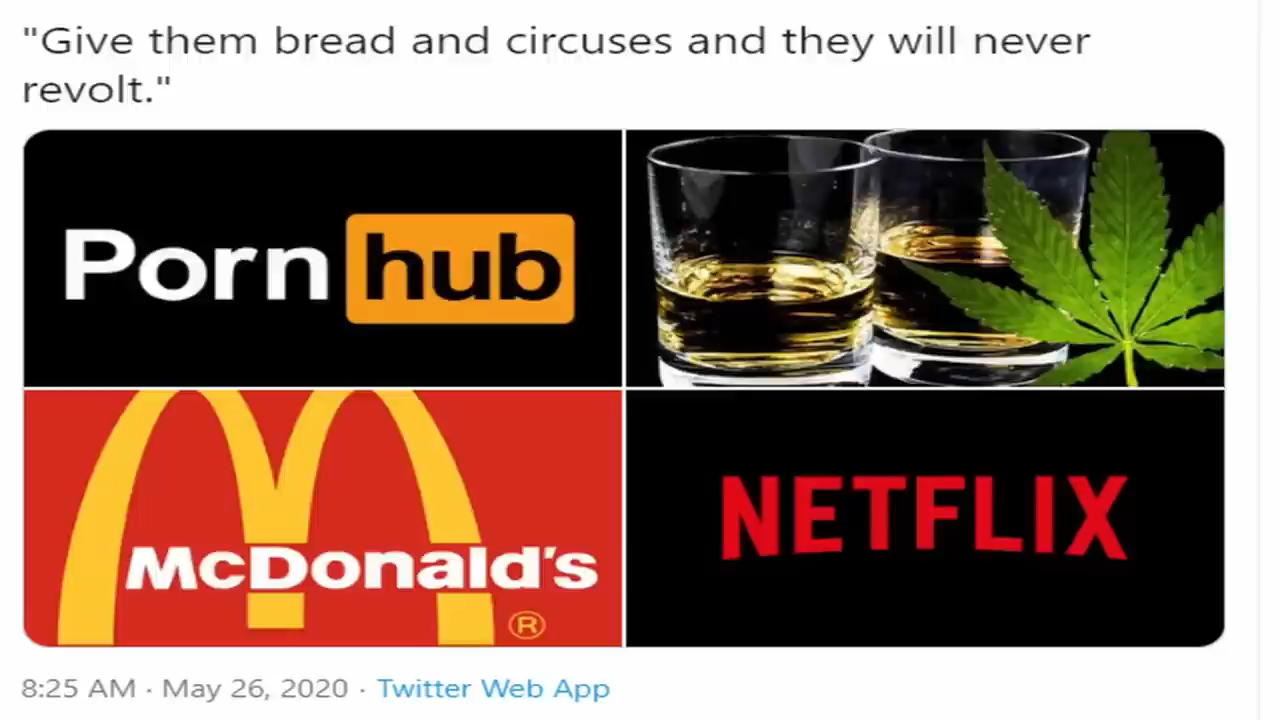 "Give them bread and circuses and they will never
revolt."
Porn hub
McDonald's
®
NETFLIX
8:25 AM · May 26, 2020 · Twitter Web App